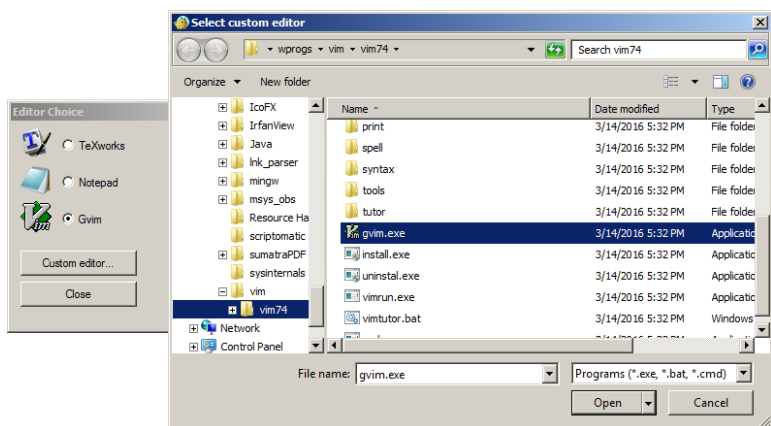 Select custom editor
wprogs vim vim74
Search vim74
Organize New folder
Editor Choice
TeXworks
Notepad
Gvim
Custom editor...
Close
IcoFX
IrfanView
Java
lnk_parser
mingw
msys_obs
Resource Ha
scriptomatic
sumatraPDF
sysinternals
vim
vim74
Network
Control Panel
Name Date modified Type
print 3/14/2016 5:32 PM File folder
spell 3/14/2016 5:32 PM File folder
syntax 3/14/2016 5:32 PM File folder
tools 3/14/2016 5:32 PM File folder
tutor 3/14/2016 5:32 PM File folder
gvim.exe 3/14/2016 5:32 PM Applicatio
install.exe 3/14/2016 5:32 PM Applicatio
uninstal.exe 3/14/2016 5:32 PM Applicatio
vimrun.exe 3/14/2016 5:32 PM Applicatio
vimtutor.bat 3/14/2016 5:32 PM Windows
File name: gvim.exe Programs (*.exe, *.bat, *.cmd)
Open Cancel